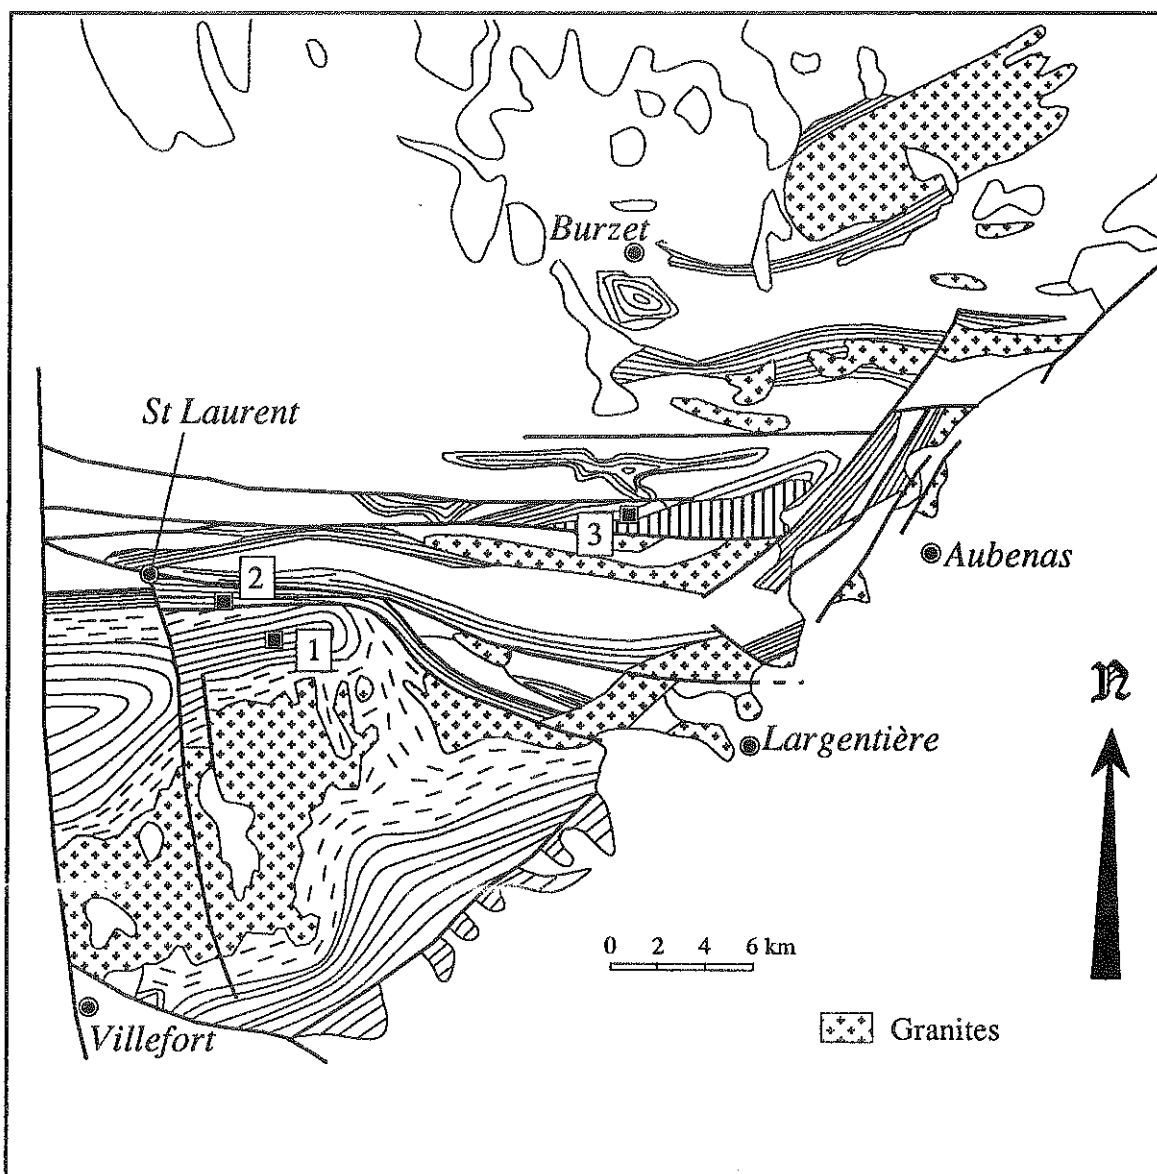 Burzet
St Laurent
3
Aubenas
2
1
N
Largentière
0 2 4 6 km
Granites
Villefort